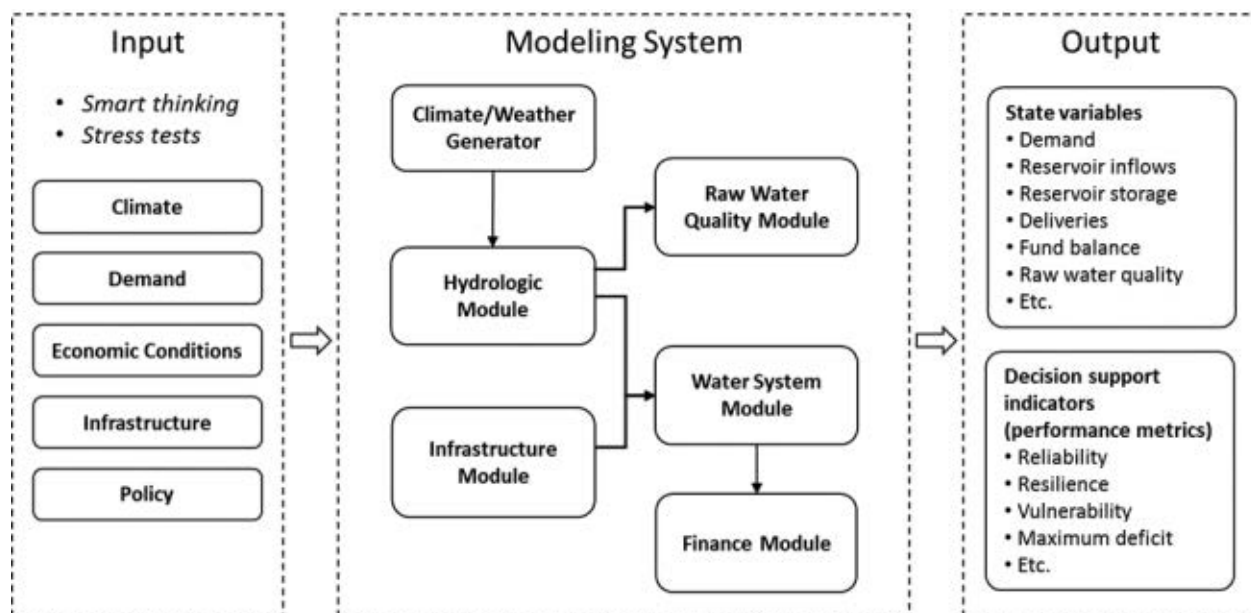 Input
• Smart thinking
• Stress tests
Climate
Demand
Economic Conditions
Infrastructure
Policy
Modeling System
Climate/Weather
Generator
Hydrologic
Module
Infrastructure
Module
Raw Water
Quality Module
Water System
Module
Finance Module
Output
State variables
• Demand
• Reservoir inflows
• Reservoir storage
• Deliveries
• Fund balance
• Raw water quality
• Etc.
Decision support
indicators
(performance metrics)
• Reliability
• Resilience
• Vulnerability
• Maximum deficit
• Etc.